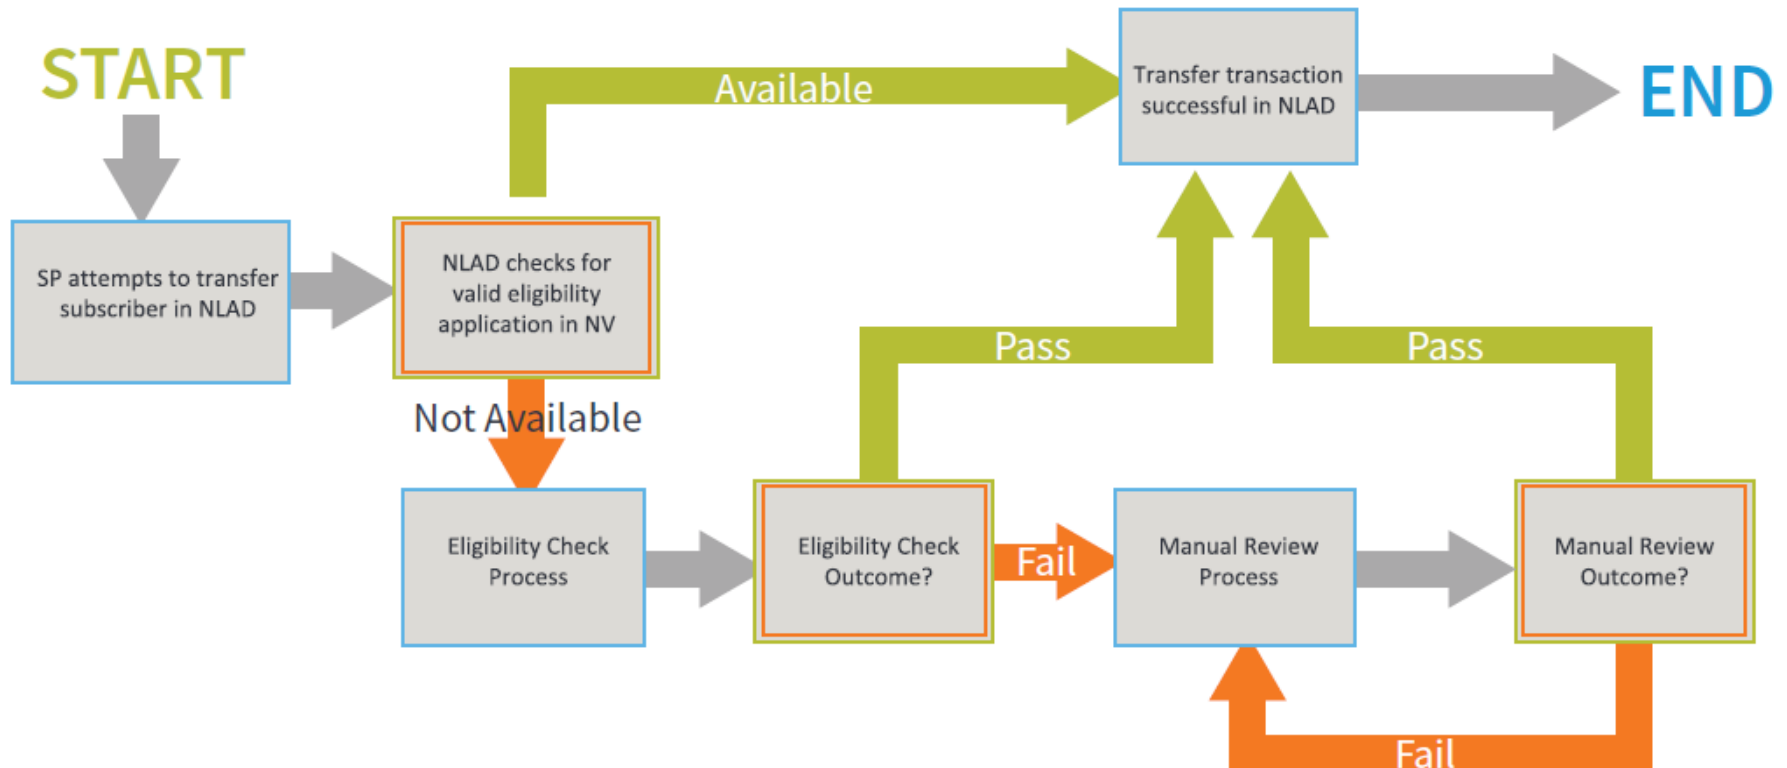 START
Available
Transfer transaction
successful in NLAD
END
SP attempts to transfer
subscriber in NLAD
NLAD checks for
valid eligibility
application in NV
Not Available
Pass
Pass
Eligibility Check
Process
Eligibility Check
Outcome?
Fail
Manual Review
Process
Manual Review
Outcome?
Fail